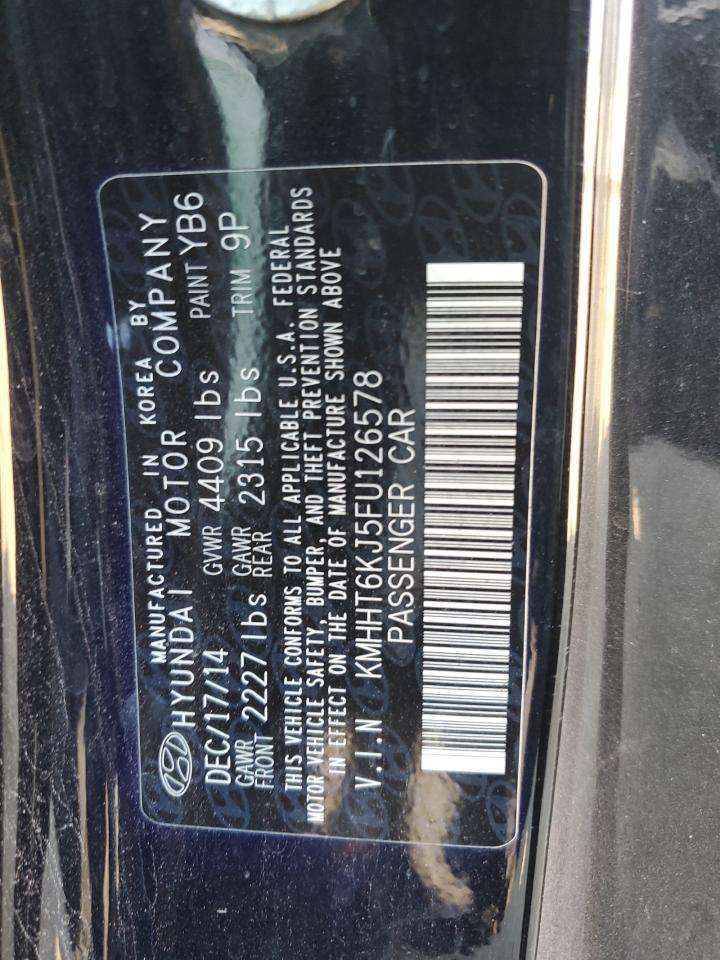 MANUFACTURED IN KOREA BY
HYUNDAI MOTOR COMPANY
DEC/17/14 GVWR 4409 lbs PAINT YB6
GAWR FRONT 2227 lbs GAWR REAR 2315 lbs TRIM 9P
THIS VEHICLE CONFORMS TO ALL APPLICABLE U.S.A. FEDERAL
MOTOR VEHICLE SAFETY, BUMPER, AND THEFT PREVENTION STANDARDS
IN EFFECT ON THE DATE OF MANUFACTURE SHOWN ABOVE
V.I.N KMHHT6KJ5FU126578
PASSENGER CAR